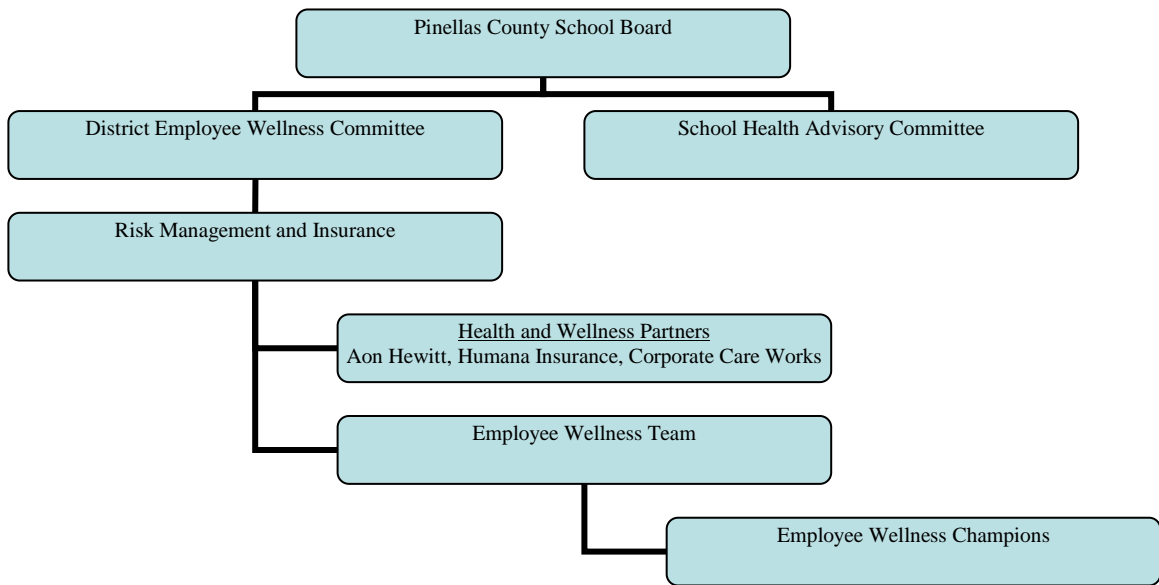 Pinellas County School Board
District Employee Wellness Committee
School Health Advisory Committee
Risk Management and Insurance
Health and Wellness Partners
Aon Hewitt, Humana Insurance, Corporate Care Works
Employee Wellness Team
Employee Wellness Champions